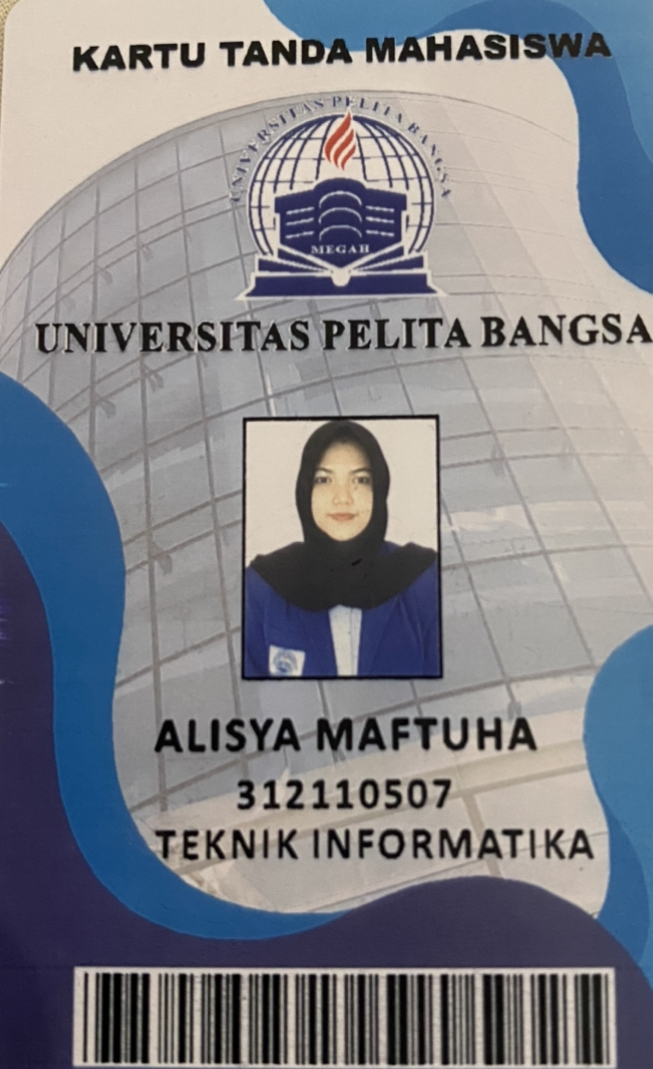 KARTU TANDA MAHASISWA
UNIVERSITAS PELITA BANGSA
MEGAH
UNIVERSITAS PELITA BANGSA
ALISYA MAFTUHA
312110507
TEKNIK INFORMATIKA